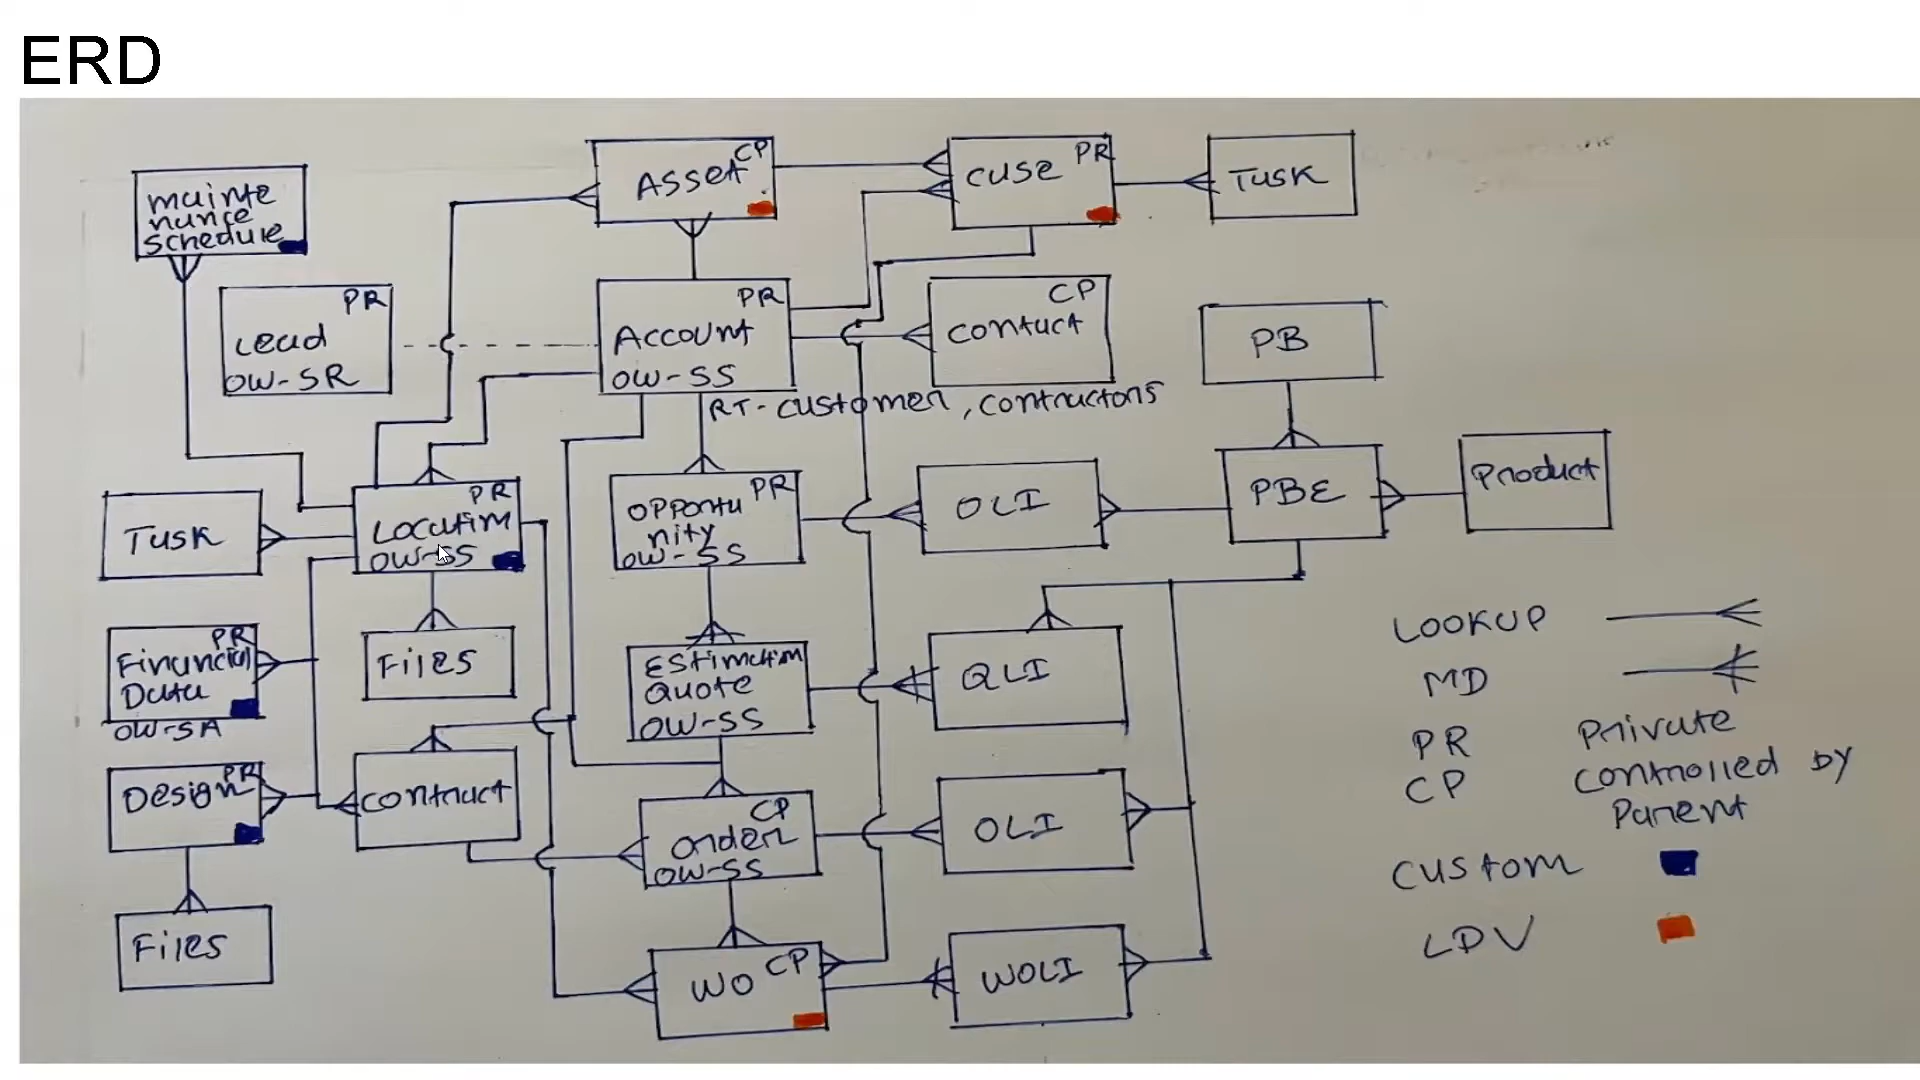 ERD
Mainte
nance
Schedule
Asset
CP
Case
PR
Task
Lead
PR
OW-SR
Account
PR
OW-SS
RT-customer, contractors
Contact
CP
PB
PBE
Product
Task
Location
PR
OW-SS
Opportu
nity
PR
OW-SS
OLI
Financial
Data
PR
OW-SA
Files
Estimation
Quote
OW-SS
QLI
Design
PR
Contract
Order
CP
OW-SS
OLI
Files
WO
CP
WOLI
LOOKUP
MD
PR Private
CP Controlled by
Parent
Custom
LDV